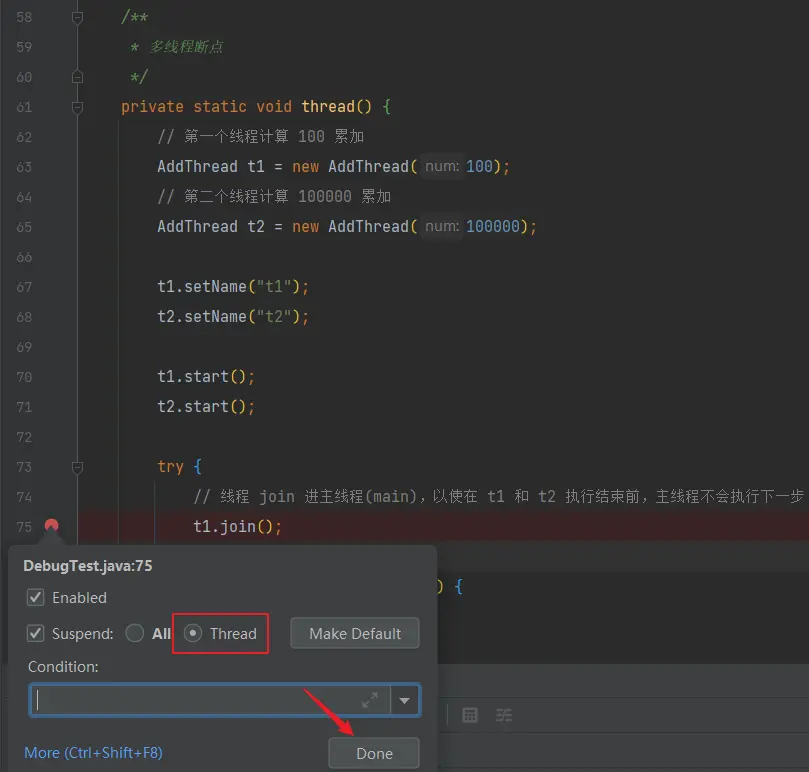 58 /**
59 * 多线程断点
60 */
61 private static void thread() {
62 // 第一个线程计算 100 累加
63 AddThread t1 = new AddThread( num: 100);
64 // 第二个线程计算 100000 累加
65 AddThread t2 = new AddThread( num: 100000);
66
67 t1.setName("t1");
68 t2.setName("t2");
69
70 t1.start();
71 t2.start();
72
73 try {
74 // 线程 join 进主线程(main)，以使在 t1 和 t2 执行结束前，主线程不会执行下一步
75 t1.join();
) {
DebugTest.java:75
Enabled
Suspend: All Thread Make Default
Condition:
More (Ctrl+Shift+F8) Done